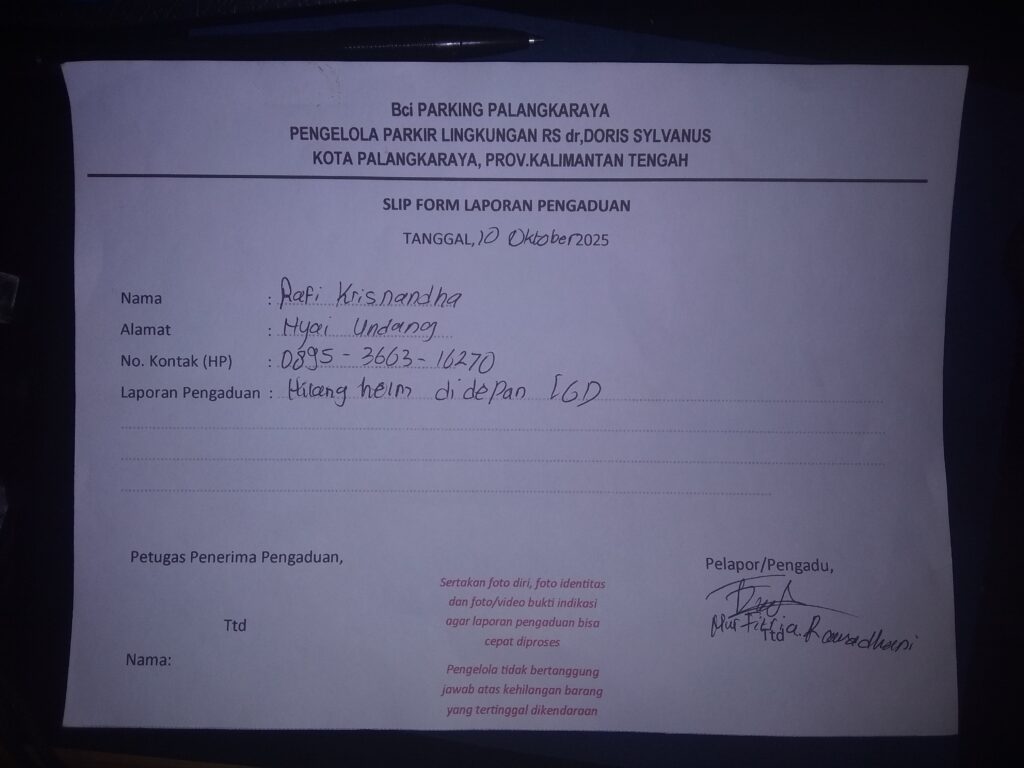 Bci PARKING PALANGKARAYA
PENGELOLA PARKIR LINGKUNGAN RS dr,DORIS SYLVANUS
KOTA PALANGKARAYA, PROV.KALIMANTAN TENGAH
SLIP FORM LAPORAN PENGADUAN
TANGGAL, 10 Oktober 2025
Nama : Rafi Krisnandha
Alamat : Hyai Undang
No. Kontak (HP) : 0895-3663-16270
Laporan Pengaduan : Hilang helm didepan IGD
Petugas Penerima Pengaduan,
Ttd
Nama:
Sertakan foto diri, foto identitas
dan foto/video bukti indikasi
agar laporan pengaduan bisa
cepat diproses
Pengelola tidak bertanggung
jawab atas kehilangan barang
yang tertinggal dikendaraan
Pelapor/Pengadu,
Nur Fitria Ramadhani
Ttd